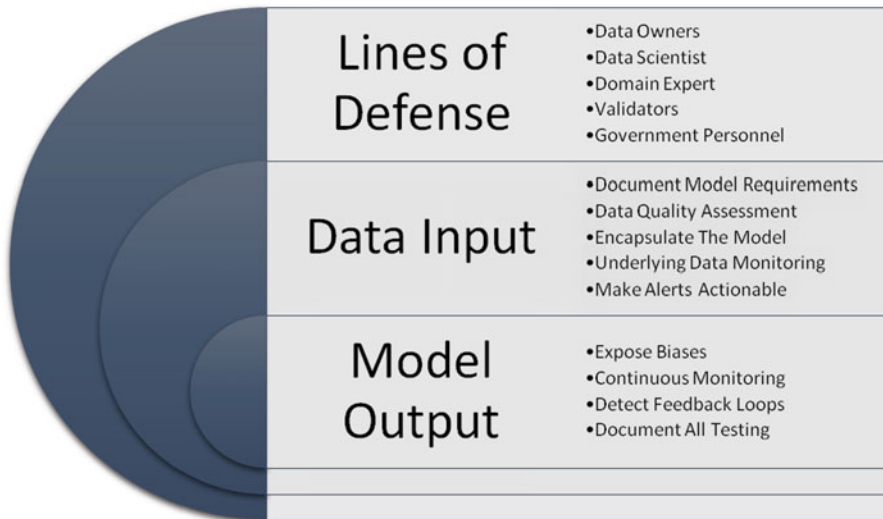 Lines of
Defense
•Data Owners
•Data Scientist
•Domain Expert
•Validators
•Government Personnel
Data Input
•Document Model Requirements
•Data Quality Assessment
•Encapsulate The Model
•Underlying Data Monitoring
•Make Alerts Actionable
Model
Output
•Expose Biases
•Continuous Monitoring
•Detect Feedback Loops
•Document All Testing